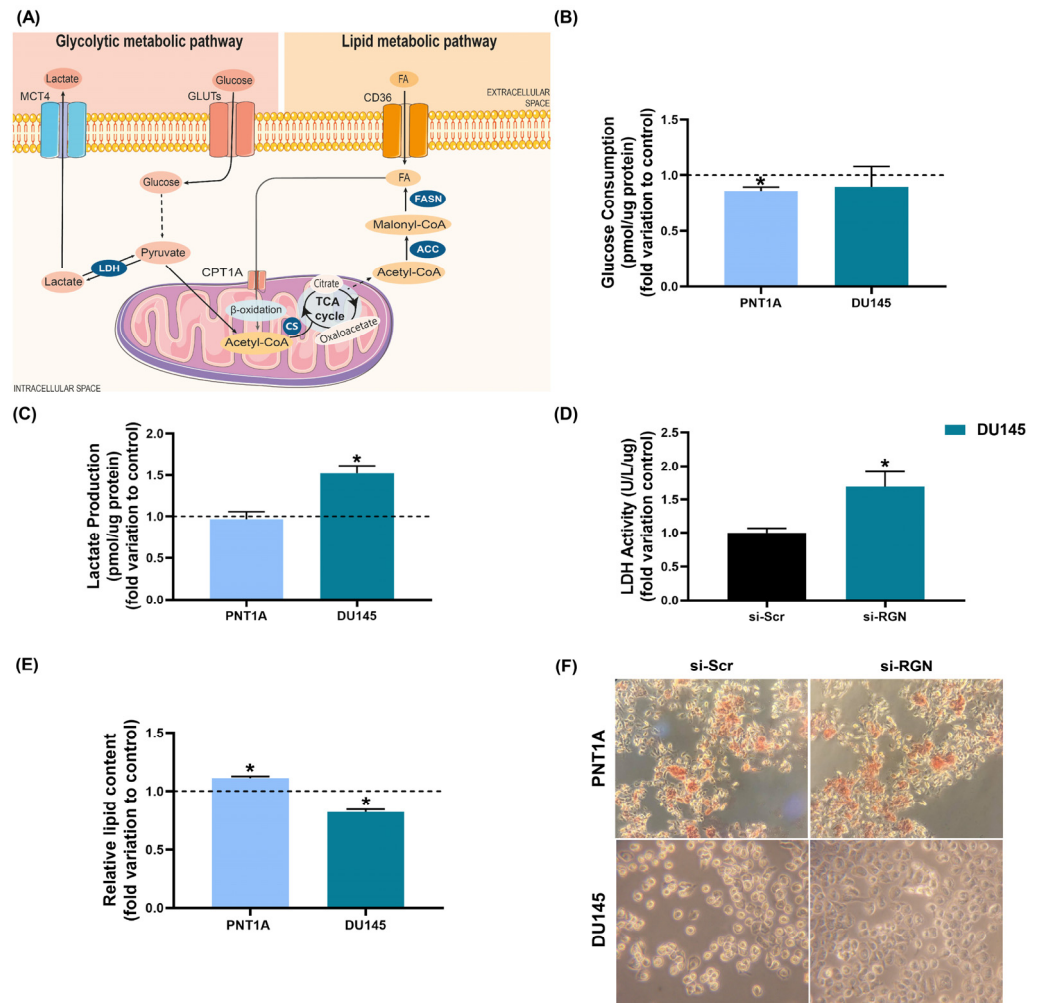 (A)
Glycolytic metabolic pathway
Lipid metabolic pathway
Lactate
Glucose
FA
MCT4
GLUTs
CD36
EXTRACELLULAR
SPACE
Glucose
FA
FASN
Malonyl-CoA
Pyruvate
ACC
LDH
Lactate
CPT1A
Acetyl-CoA
Citrate
β-oxidation
TCA
cycle
CS
Oxaloacetate
Acetyl-CoA
INTRACELLULAR SPACE
(B)
Glucose Consumption
(pmol/ug protein)
(fold variation to control)
1.5
1.0
0.5
0.0
*
PNT1A
DU145
(C)
Lactate Production
(pmol/ug protein)
(fold variation to control)
2.0
1.5
1.0
0.5
0.0
*
PNT1A
DU145
(D)
DU145
LDH Activity (U/L/ug)
(fold variation control)
2.5
2.0
1.5
1.0
0.5
0.0
*
si-Scr
si-RGN
(E)
Relative lipid content
(fold variation to control)
1.5
1.0
0.5
0.0
*
*
PNT1A
DU145
(F)
si-Scr
si-RGN
PNT1A
DU145